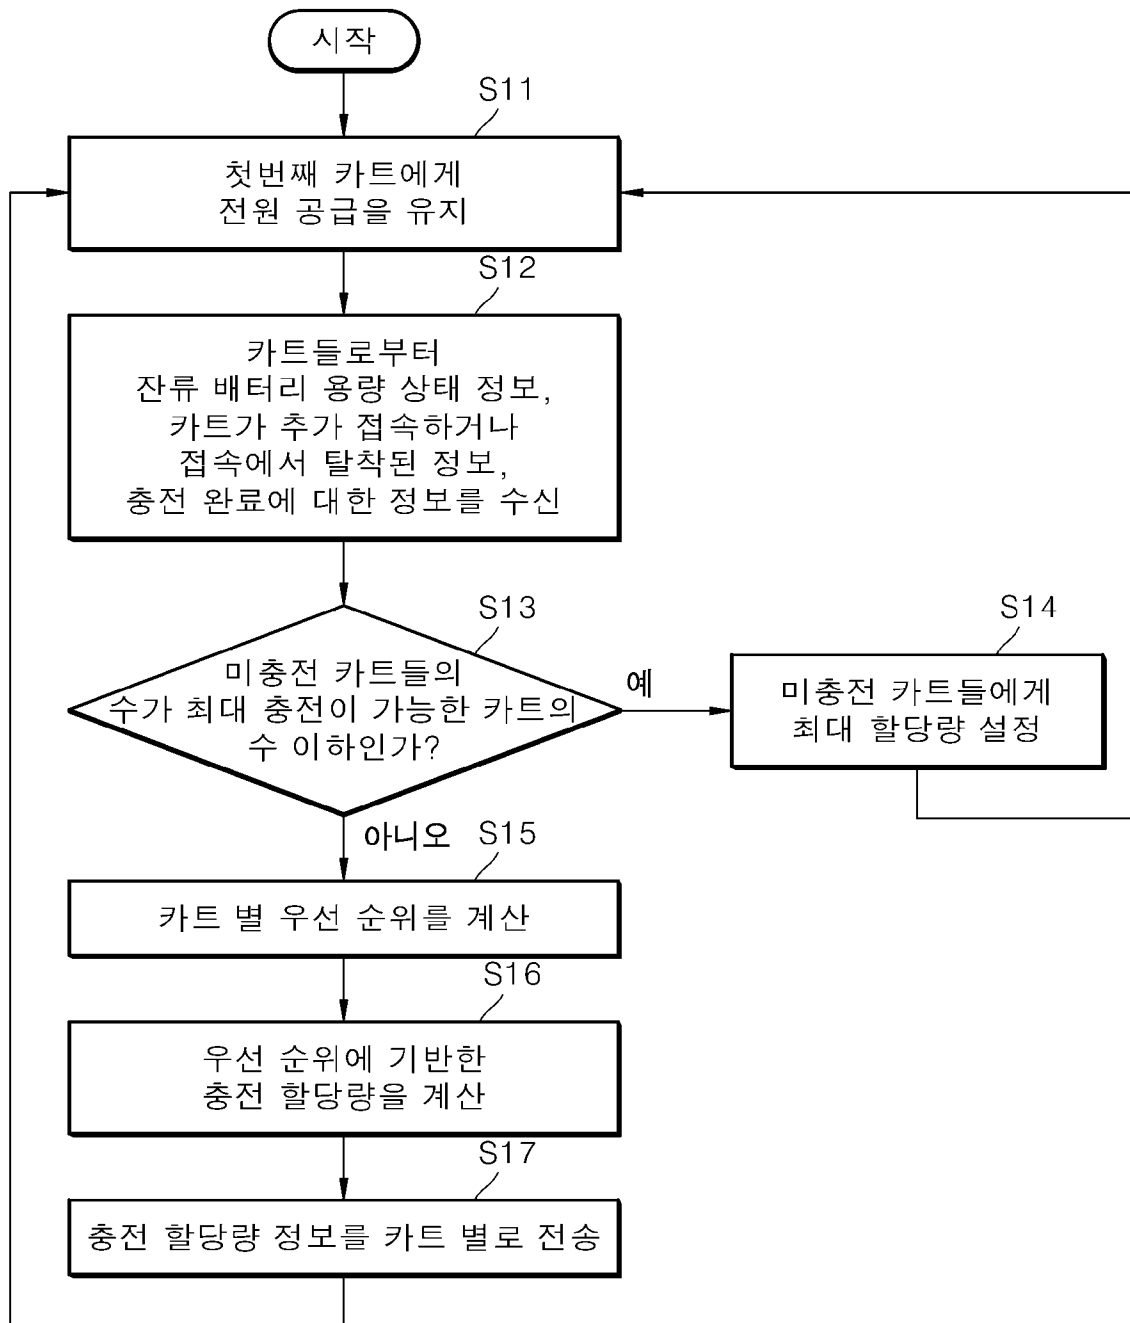 시작
S11
첫번째 카트에게
전원 공급을 유지
S12
카트들로부터
잔류 배터리 용량 상태 정보,
카트가 추가 접속하거나
접속에서 탈착된 정보,
충전 완료에 대한 정보를 수신
S13
미충전 카트들의
수가 최대 충전이 가능한 카트의
수 이하인가?
예
S14
미충전 카트들에게
최대 할당량 설정
아니오
S15
카트 별 우선 순위를 계산
S16
우선 순위에 기반한
충전 할당량을 계산
S17
충전 할당량 정보를 카트 별로 전송